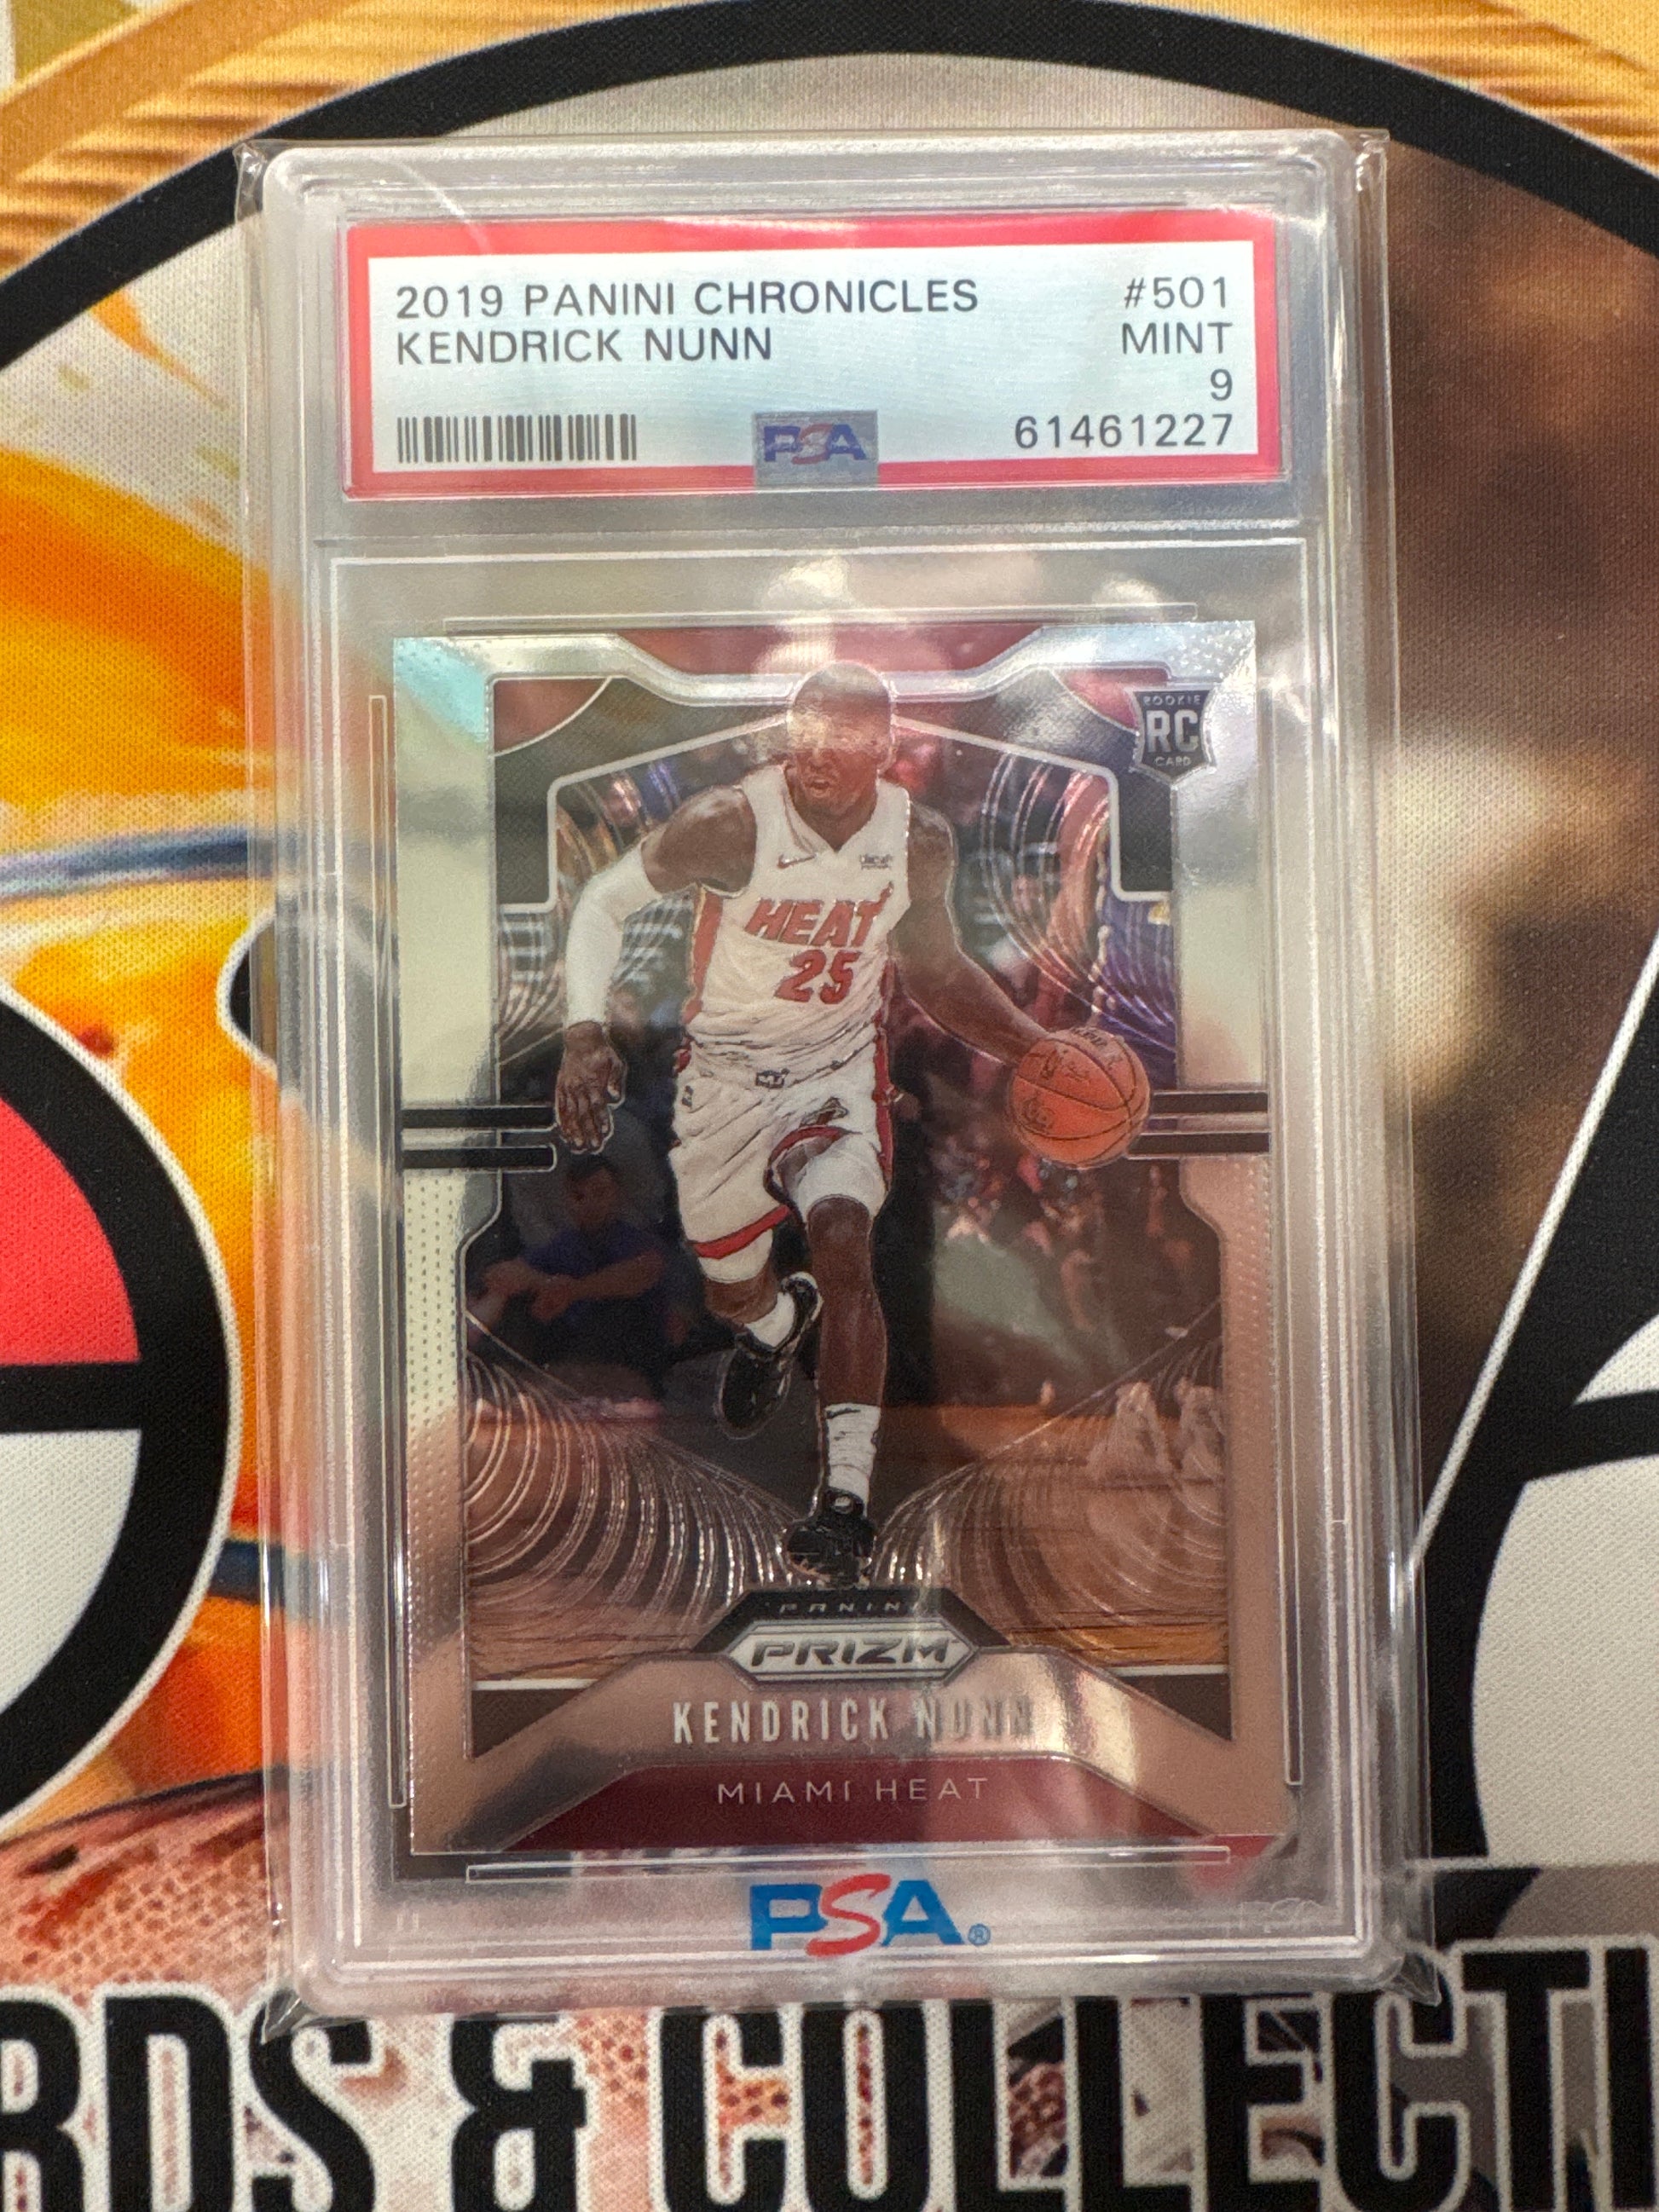 2019 PANINI CHRONICLES #501
KENDRICK NUNN MINT
9
PSA 61461227
ROOKIE
RC
CARD
HEAT
25
PANINI
PRIZM
KENDRICK NUNN
MIAMI HEAT
PSA®
RDS & COLLECTI